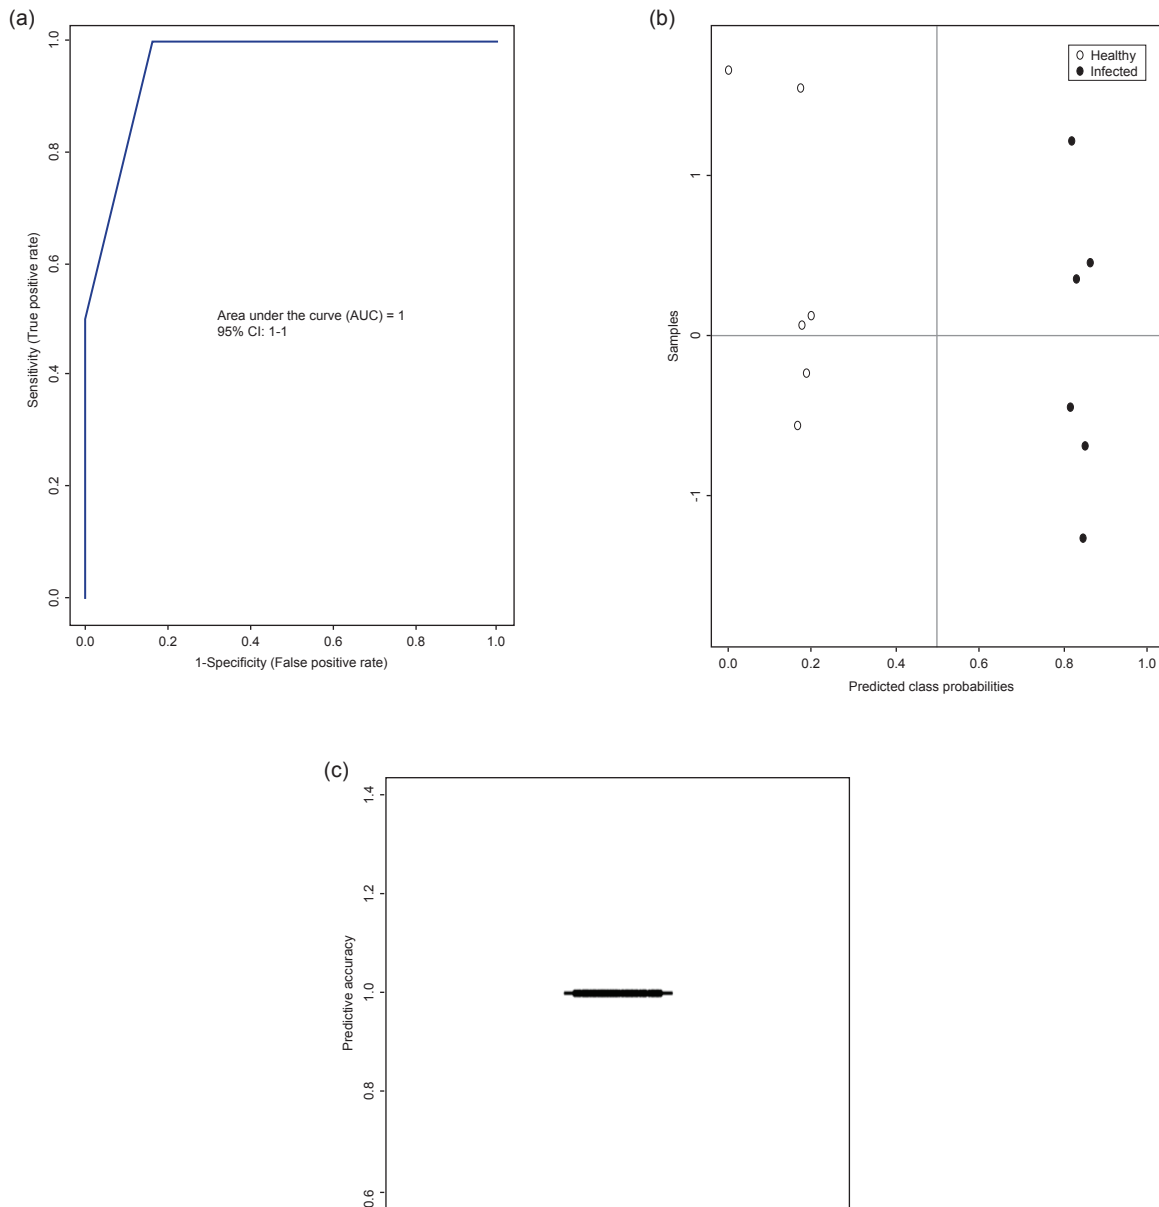 (a)
1.0
0.8
0.6
0.4
0.2
0.0
Sensitivity (True positive rate)
Area under the curve (AUC) = 1
95% CI: 1-1
0.0 0.2 0.4 0.6 0.8 1.0
1-Specificity (False positive rate)
(b)
Healthy
Infected
1
0
-1
Samples
0.0 0.2 0.4 0.6 0.8 1.0
Predicted class probabilities
(c)
1.4
1.2
1.0
0.8
0.6
Predictive accuracy